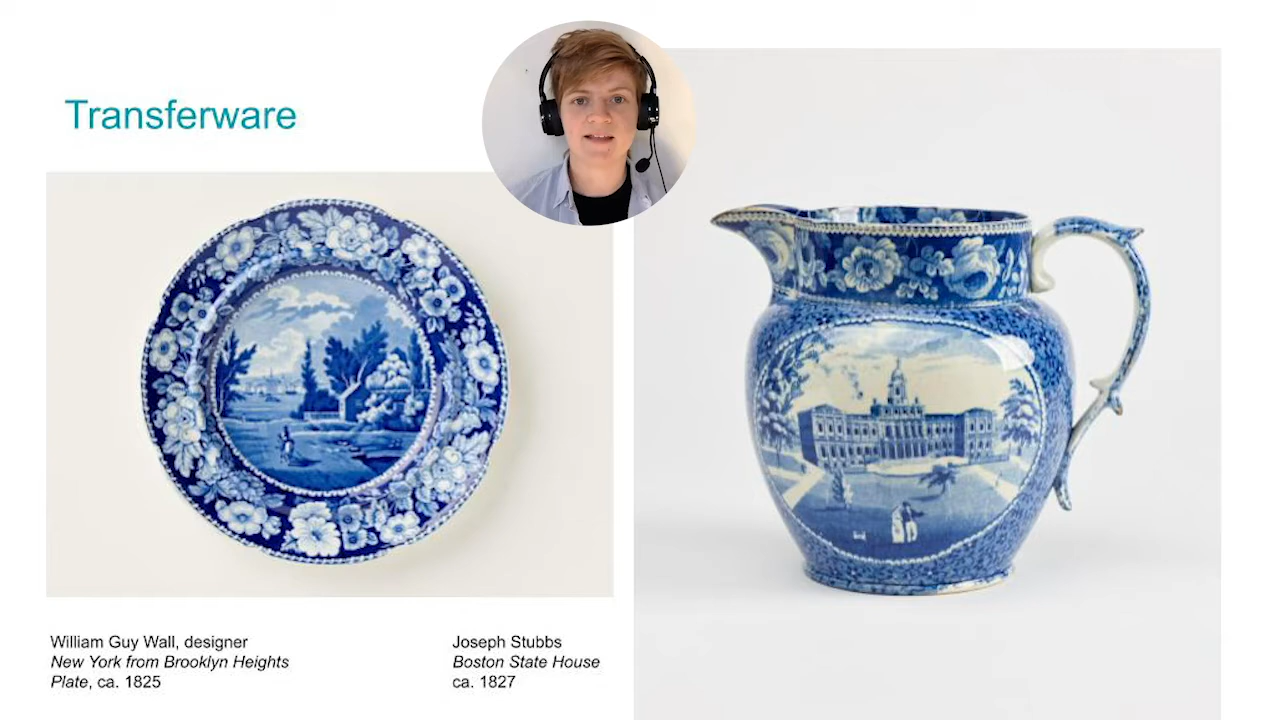 Transferware
William Guy Wall, designer
New York from Brooklyn Heights
Plate, ca. 1825
Joseph Stubbs
Boston State House
ca. 1827